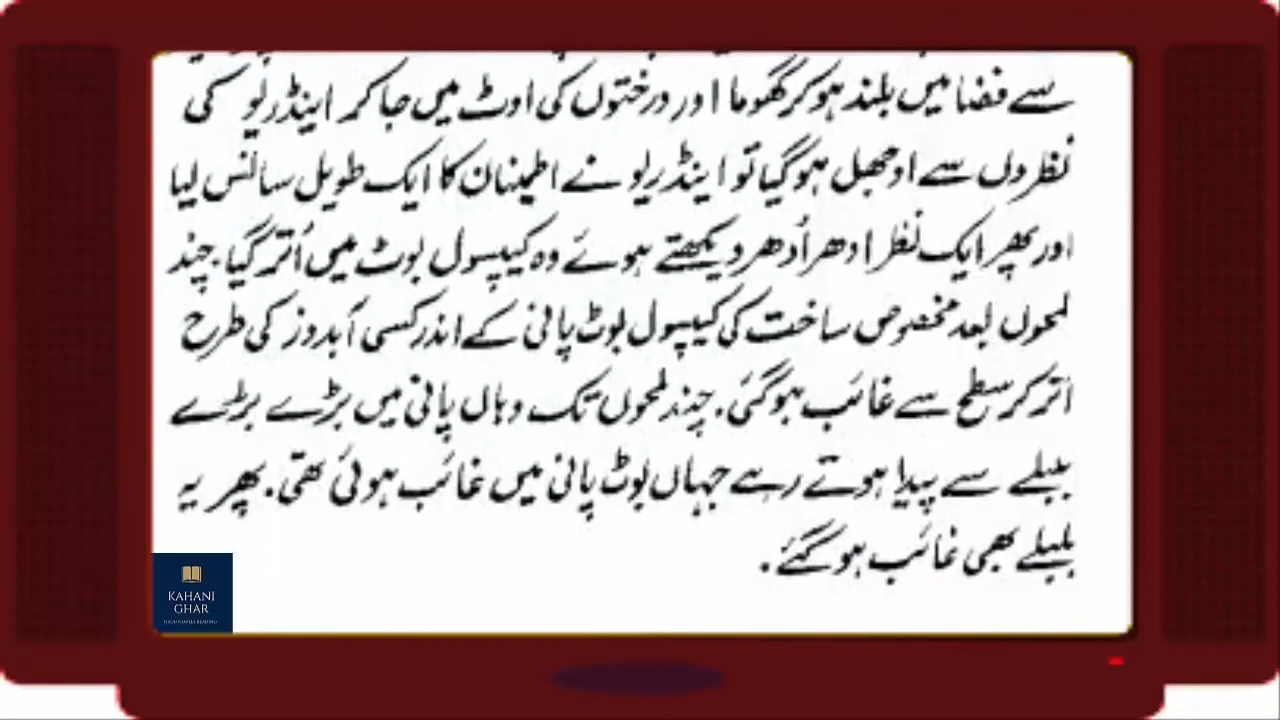 سے فضا میں بلند ہو کر گھوما اور درختوں کی اوٹ میں جا کر اینڈریو کی
نظروں سے اوجھل ہو گیا تو اینڈریو نے اطمینان کا ایک طویل سانس لیا
اور پھر ایک نظر ادھر اُدھر دیکھتے ہوئے وہ کیپسول بوٹ میں اُتر گیا۔ چند
لمحوں بعد مخصوص ساخت کی کیپسول بوٹ پانی کے اندر کسی آبدوز کی طرح
اتر کر سطح سے غائب ہو گئی۔ چند لمحوں تک وہاں پانی میں بڑے بڑے
بلبلے سے پیدا ہوتے رہے جہاں بوٹ پانی میں غائب ہوئی تھی۔ پھر یہ
بلبلے بھی غائب ہو گئے۔
KAHANI
GHAR
URDU NOVELS READING